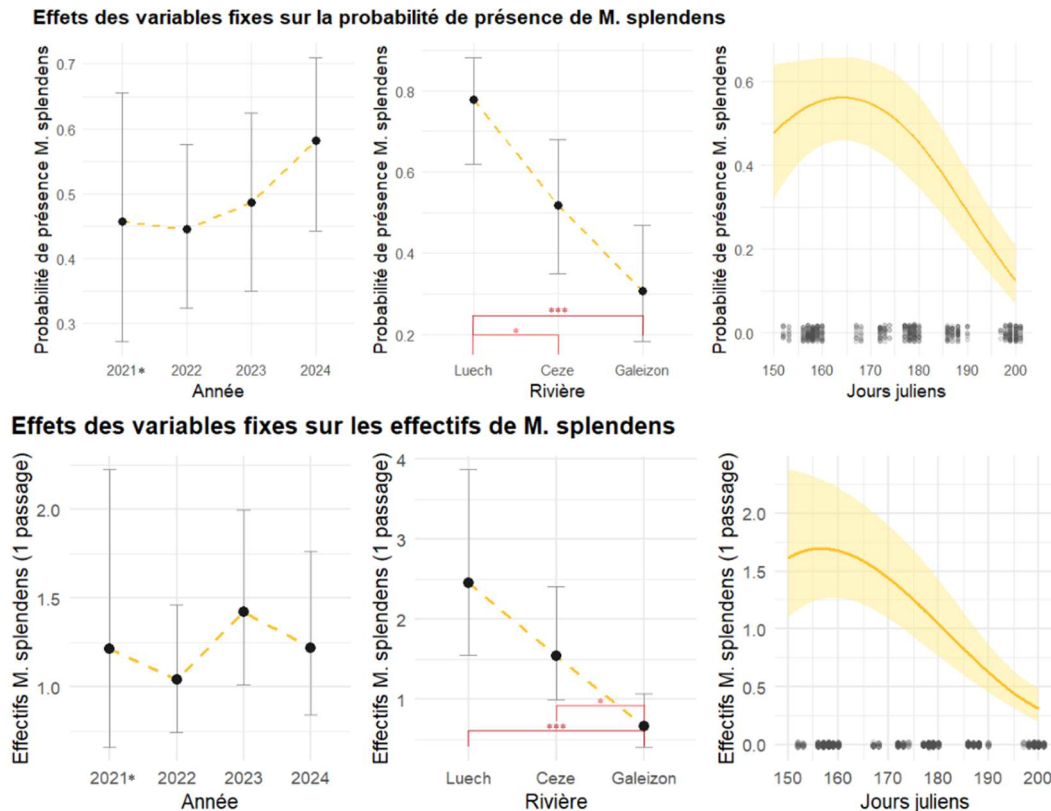 Effets des variables fixes sur la probabilité de présence de M. splendens
Probabilité de présence M. splendens
0.7
0.6
0.5
0.4
0.3
2021*
2022
2023
2024
Année
Probabilité de présence M. splendens
0.8
0.6
0.4
0.2
***
*
Luech
Ceze
Galeizon
Rivière
Probabilité de présence de M. splendens
0.6
0.4
0.2
0.0
150
160
170
180
190
200
Jours juliens
Effets des variables fixes sur les effectifs de M. splendens
Effectifs M. splendens (1 passage)
2.0
1.5
1.0
2021*
2022
2023
2024
Année
Effectifs M. splendens (1 passage)
4
3
2
1
*
***
Luech
Ceze
Galeizon
Rivière
Effectifs M. splendens (1 passage)
2.0
1.5
1.0
0.5
0.0
150
160
170
180
190
200
Jours juliens